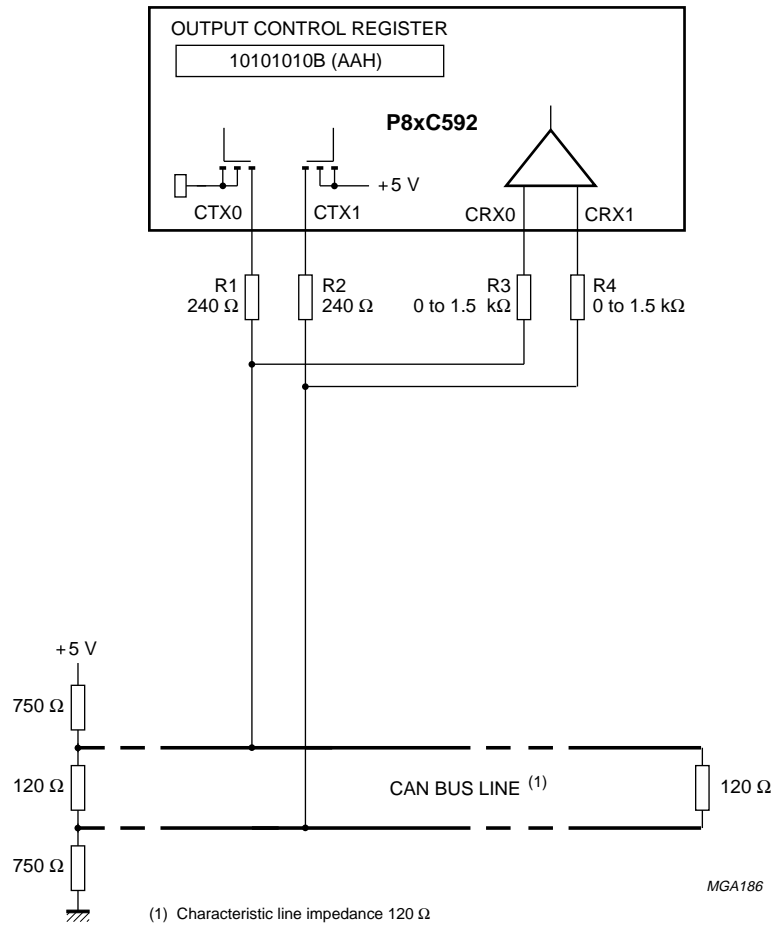 OUTPUT CONTROL REGISTER
10101010B (AAH)
P8xC592
+5 V
CTX0
CTX1
CRX0
CRX1
R1
240 Ω
R2
240 Ω
R3
0 to 1.5 kΩ
R4
0 to 1.5 kΩ
+5 V
750 Ω
120 Ω
CAN BUS LINE (1)
120 Ω
750 Ω
MGA186
(1) Characteristic line impedance 120 Ω